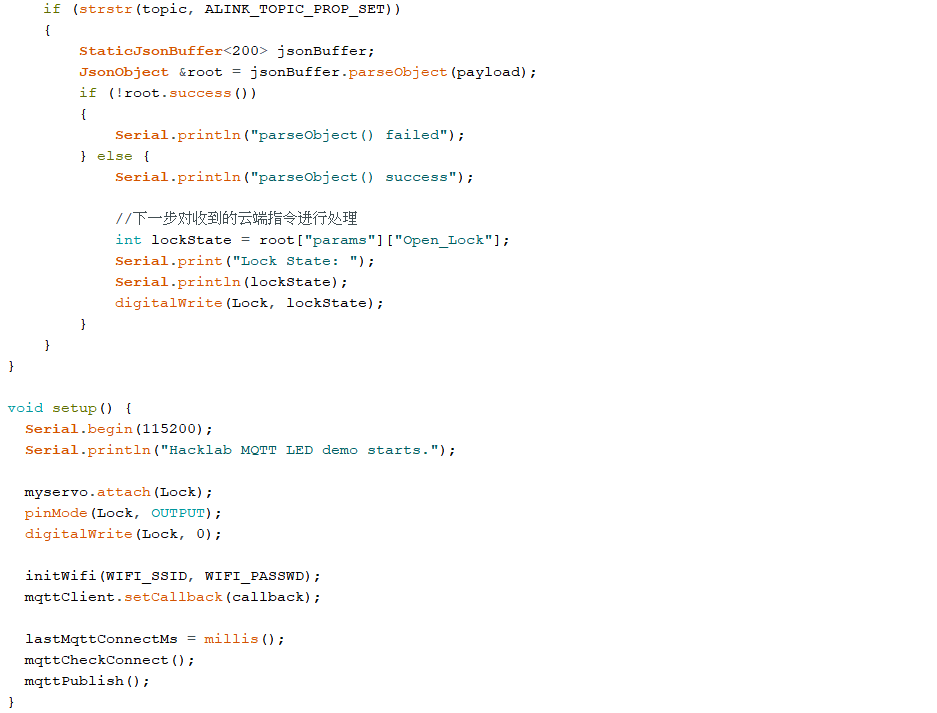 if (strstr(topic, ALINK_TOPIC_PROP_SET))
{
StaticJsonBuffer<200> jsonBuffer;
JsonObject &root = jsonBuffer.parseObject(payload);
if (!root.success())
{
Serial.println("parseObject() failed");
} else {
Serial.println("parseObject() success");
//下一步对收到的云端指令进行处理
int lockState = root["params"]["Open_Lock"];
Serial.print("Lock State: ");
Serial.println(lockState);
digitalWrite(Lock, lockState);
}
}
}
void setup() {
Serial.begin(115200);
Serial.println("Hacklab MQTT LED demo starts.");
myservo.attach(Lock);
pinMode(Lock, OUTPUT);
digitalWrite(Lock, 0);
initWifi(WIFI_SSID, WIFI_PASSWD);
mqttClient.setCallback(callback);
lastMqttConnectMs = millis();
mqttCheckConnect();
mqttPublish();
}